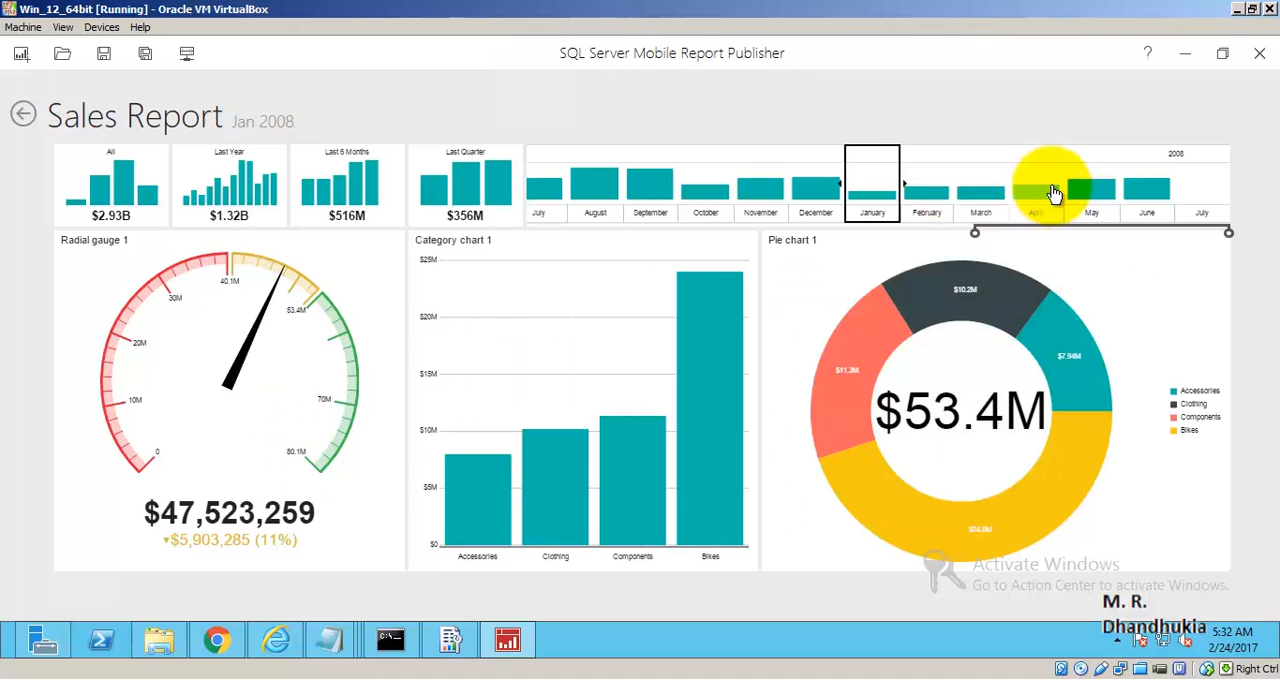 Win_12_64bit [Running] - Oracle VM VirtualBox
Machine View Devices Help
SQL Server Mobile Report Publisher
?
Sales Report Jan 2008
All
$2.93B
Last Year
$1.32B
Last 6 Months
$516M
Last Quarter
$356M
2008
July August September October November December January February March April May June July
Radial gauge 1
0
10M
20M
30M
40.1M
53.4M
70M
80.1M
$47,523,259
▾$5,903,285 (11%)
Category chart 1
$25M
$20M
$15M
$10M
$5M
$0
Accessories Clothing Components Bikes
Pie chart 1
$10.2M
$7.94M
$11.3M
$53.4M
Accessories
Clothing
Components
Bikes
Activate Windows
Go to Action Center to activate Windows.
M. R.
Dhandhukia
5:32 AM
2/24/2017
Right Ctrl